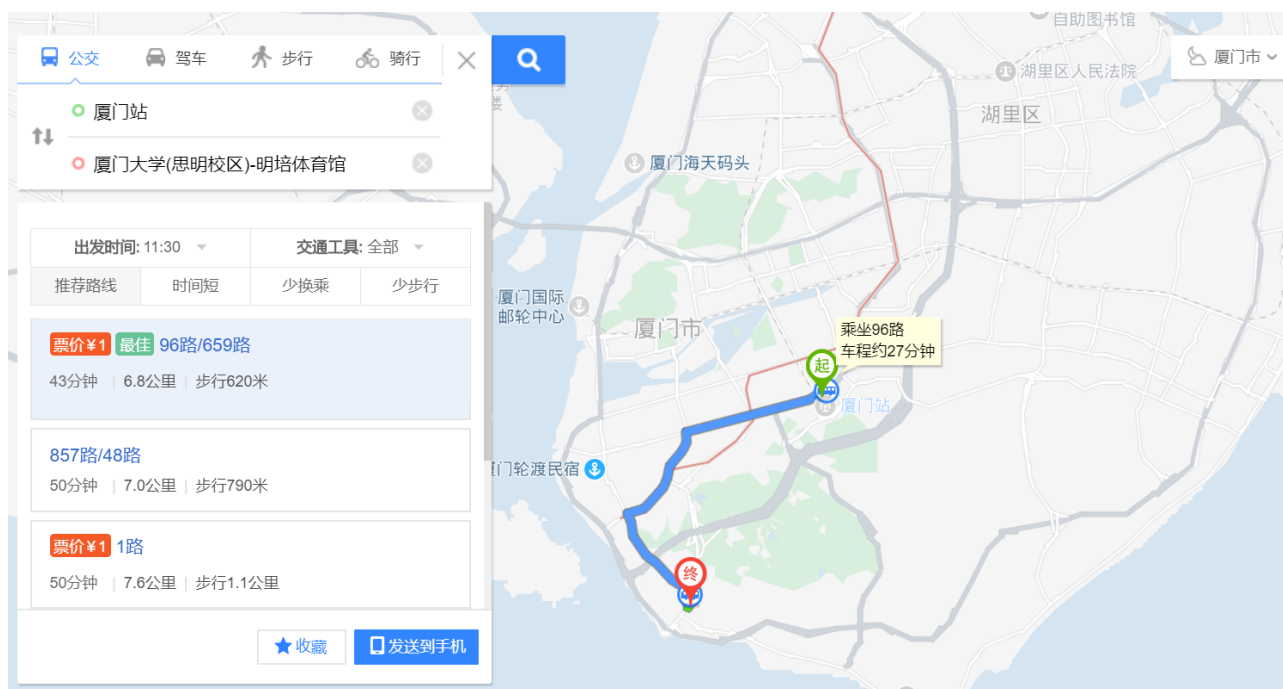 公交
驾车
步行
骑行
厦门站
厦门大学(思明校区)-明培体育馆
出发时间: 11:30
交通工具: 全部
推荐路线
时间短
少换乘
少步行
票价¥1 最佳 96路/659路
43分钟 | 6.8公里 | 步行620米
857路/48路
50分钟 | 7.0公里 | 步行790米
票价¥1 1路
50分钟 | 7.6公里 | 步行1.1公里
收藏
发送到手机
自助图书馆
湖里区人民法院
厦门市
湖里区
厦门海天码头
厦门国际
邮轮中心
厦门市
乘坐96路
车程约27分钟
起
厦门站
门轮渡民宿
终